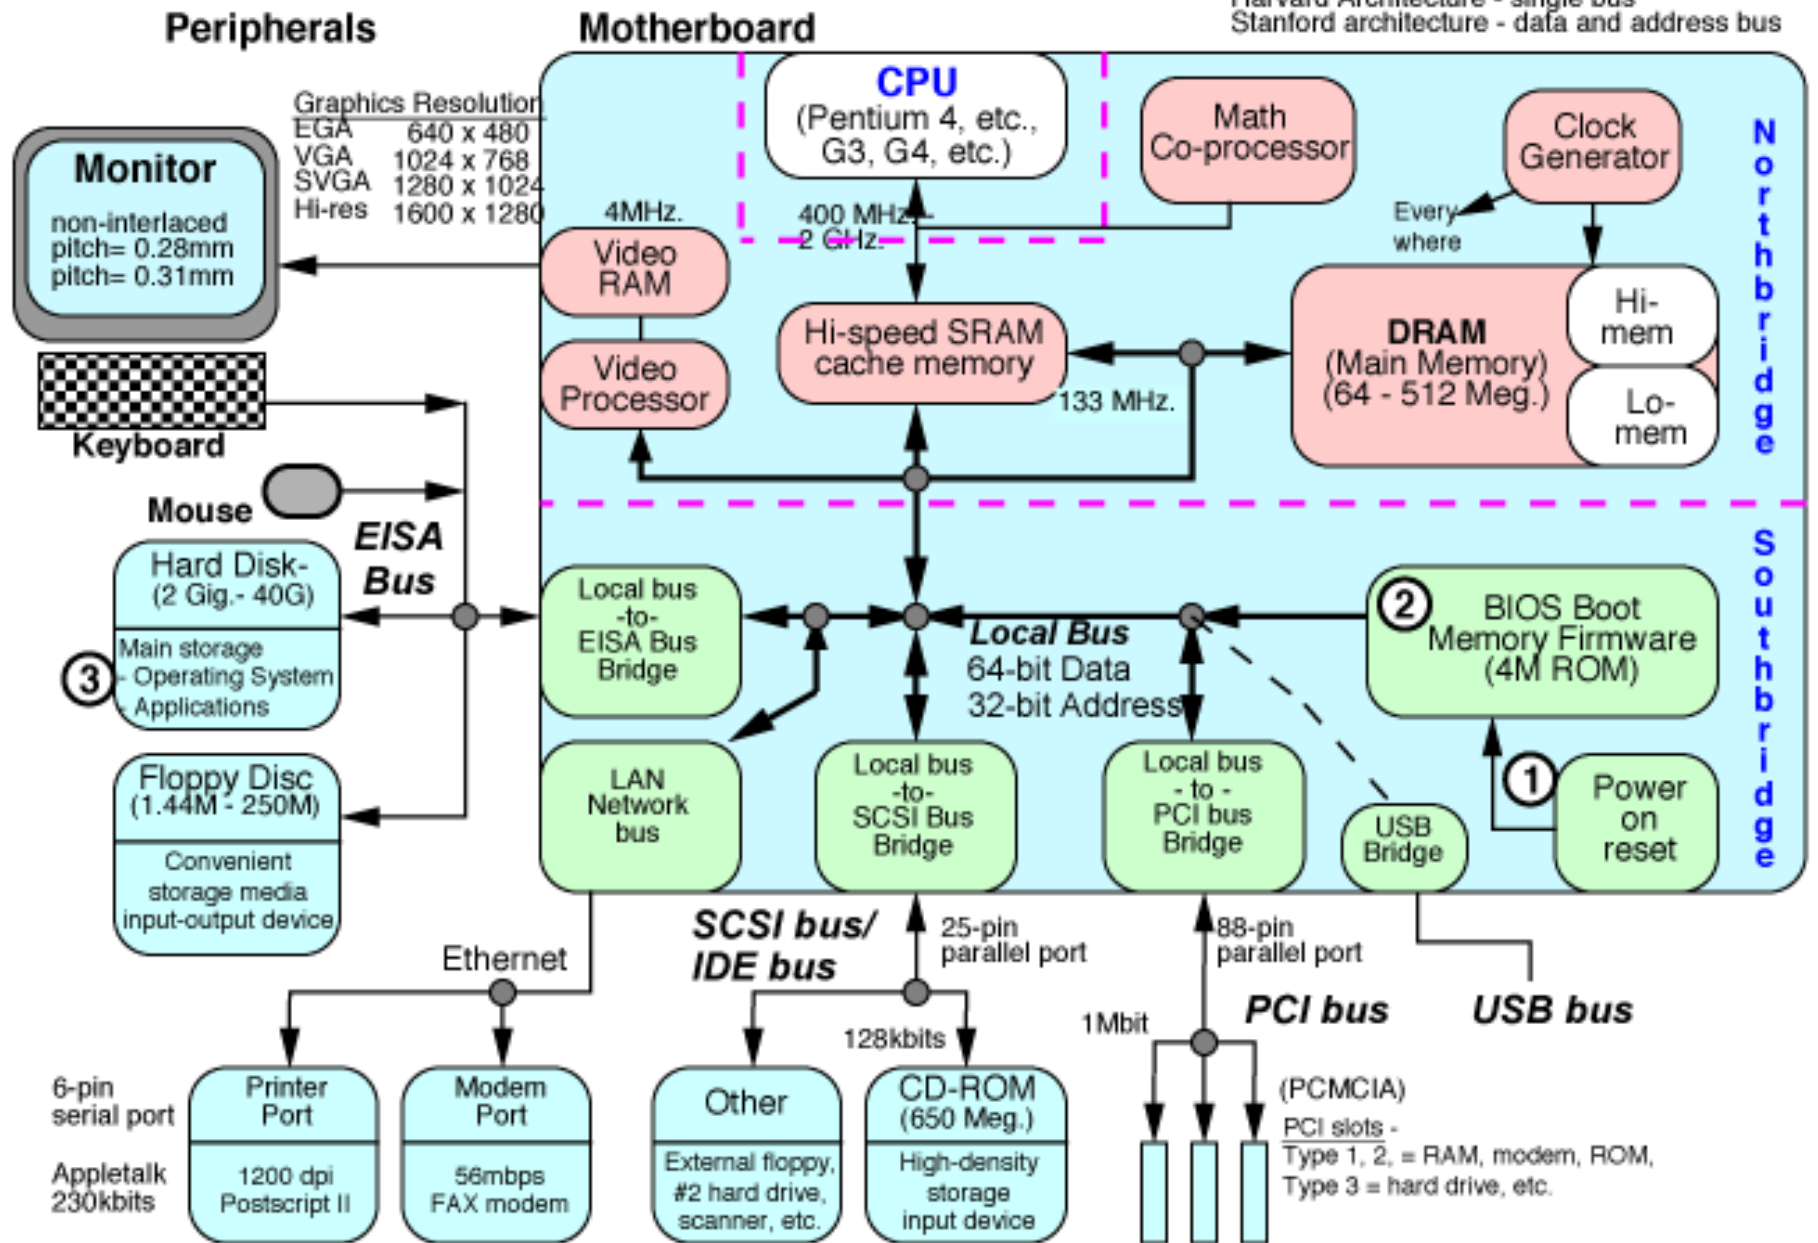 Harvard Architecture - single bus
Stanford architecture - data and address bus
Peripherals
Motherboard
Graphics Resolution
EGA 640 x 480
VGA 1024 x 768
SVGA 1280 x 1024
Hi-res 1600 x 1280
Monitor
non-interlaced
pitch= 0.28mm
pitch= 0.31mm
Keyboard
Mouse
EISA
Bus
Hard Disk-
(2 Gig.- 40G)
Main storage
- Operating System
- Applications
3
Floppy Disc
(1.44M - 250M)
Convenient
storage media
input-output device
CPU
(Pentium 4, etc.,
G3, G4, etc.)
400 MHz.-
2 GHz.
Math
Co-processor
Clock
Generator
Every
where
4MHz.
Video
RAM
Video
Processor
Hi-speed SRAM
cache memory
133 MHz.
DRAM
(Main Memory)
(64 - 512 Meg.)
Hi-
mem
Lo-
mem
Northbridge
Southbridge
Local bus
-to-
EISA Bus
Bridge
Local Bus
64-bit Data
32-bit Address
2
BIOS Boot
Memory Firmware
(4M ROM)
1
Power
on
reset
LAN
Network
bus
Local bus
-to-
SCSI Bus
Bridge
Local bus
- to -
PCI bus
Bridge
USB
Bridge
Ethernet
SCSI bus/
IDE bus
25-pin
parallel port
88-pin
parallel port
PCI bus
USB bus
128kbits
1Mbit
6-pin
serial port
Appletalk
230kbits
Printer
Port
1200 dpi
Postscript II
Modem
Port
56mbps
FAX modem
Other
External floppy,
#2 hard drive,
scanner, etc.
CD-ROM
(650 Meg.)
High-density
storage
input device
(PCMCIA)
PCI slots -
Type 1, 2, = RAM, modem, ROM,
Type 3 = hard drive, etc.